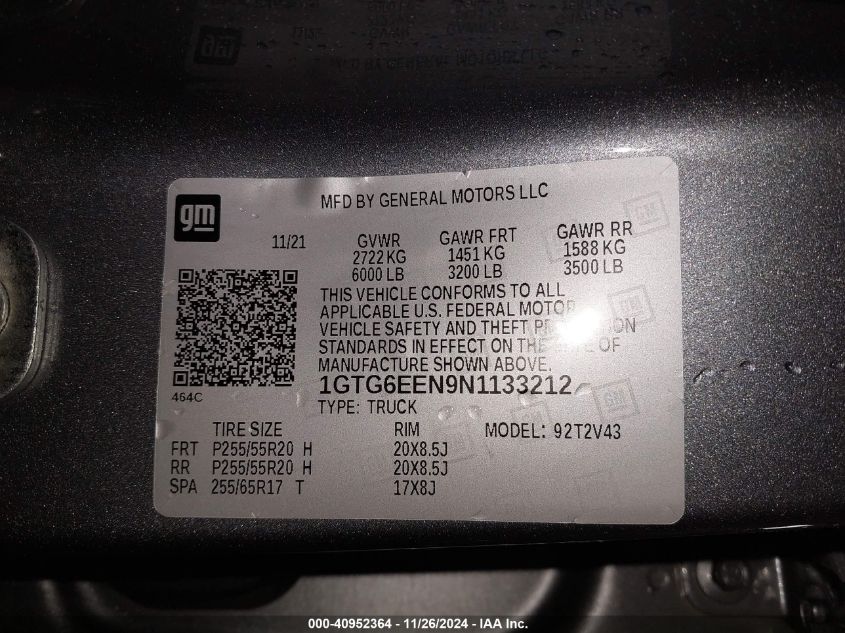 gm
MFD BY GENERAL MOTORS LLC
11/21 GVWR GAWR FRT GAWR RR
2722 KG 1451 KG 1588 KG
6000 LB 3200 LB 3500 LB
THIS VEHICLE CONFORMS TO ALL
APPLICABLE U.S. FEDERAL MOTOR
VEHICLE SAFETY AND THEFT PREVENTION
STANDARDS IN EFFECT ON THE DATE OF
MANUFACTURE SHOWN ABOVE.
1GTG6EEN9N1133212
464C
TYPE: TRUCK
TIRE SIZE RIM MODEL: 92T2V43
FRT P255/55R20 H 20X8.5J
RR P255/55R20 H 20X8.5J
SPA 255/65R17 T 17X8J
000-40952364 - 11/26/2024 - IAA Inc.